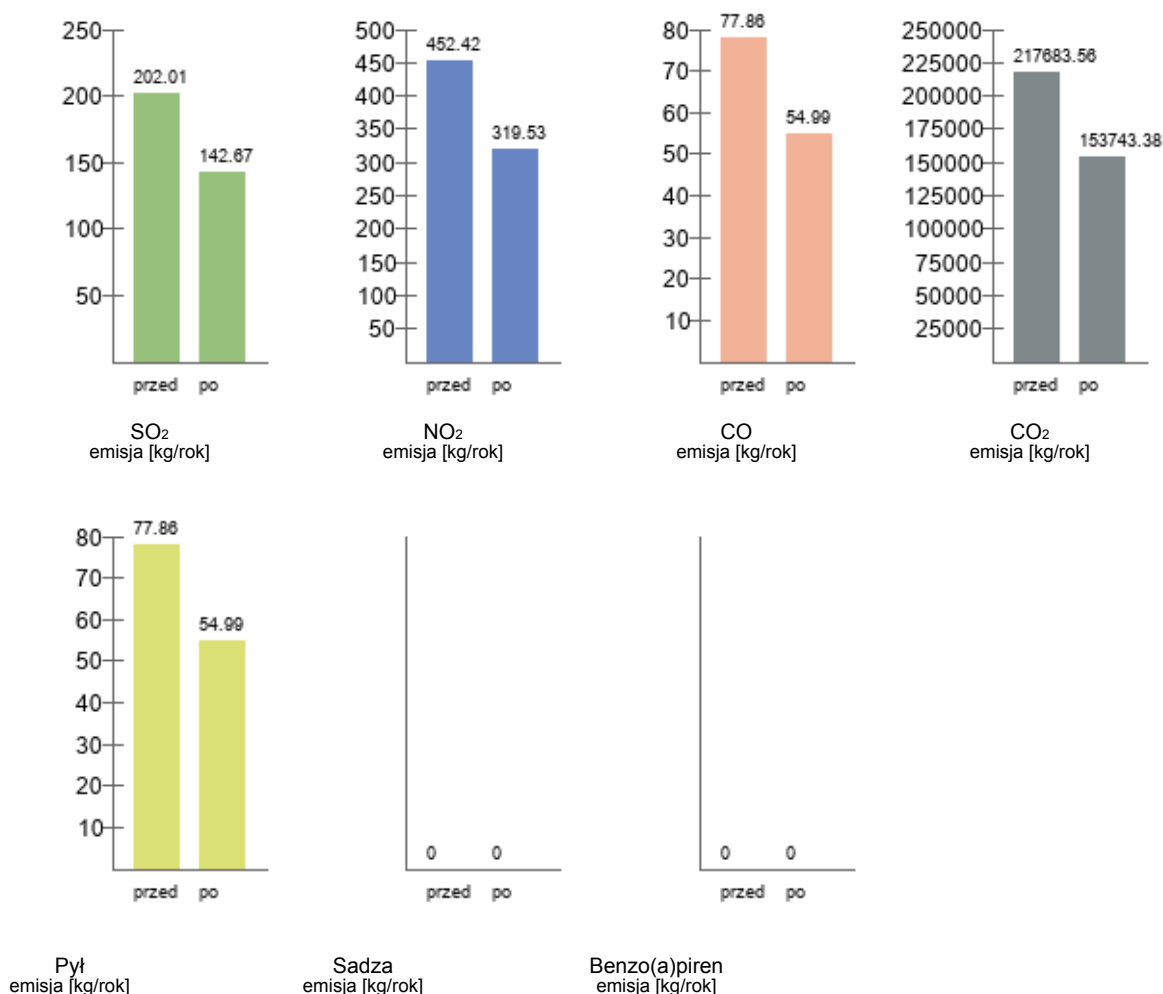 250
200
150
100
50
202.01
142.67
przed po
SO2
emisja [kg/rok]
500
450
400
350
300
250
200
150
100
50
452.42
319.53
przed po
NO2
emisja [kg/rok]
80
70
60
50
40
30
20
10
77.86
54.99
przed po
CO
emisja [kg/rok]
250000
225000
200000
175000
150000
125000
100000
75000
50000
25000
217683.56
153743.38
przed po
CO2
emisja [kg/rok]
80
70
60
50
40
30
20
10
77.86
54.99
przed po
Pył
emisja [kg/rok]
0 0
przed po
Sadza
emisja [kg/rok]
0 0
przed po
Benzo(a)piren
emisja [kg/rok]